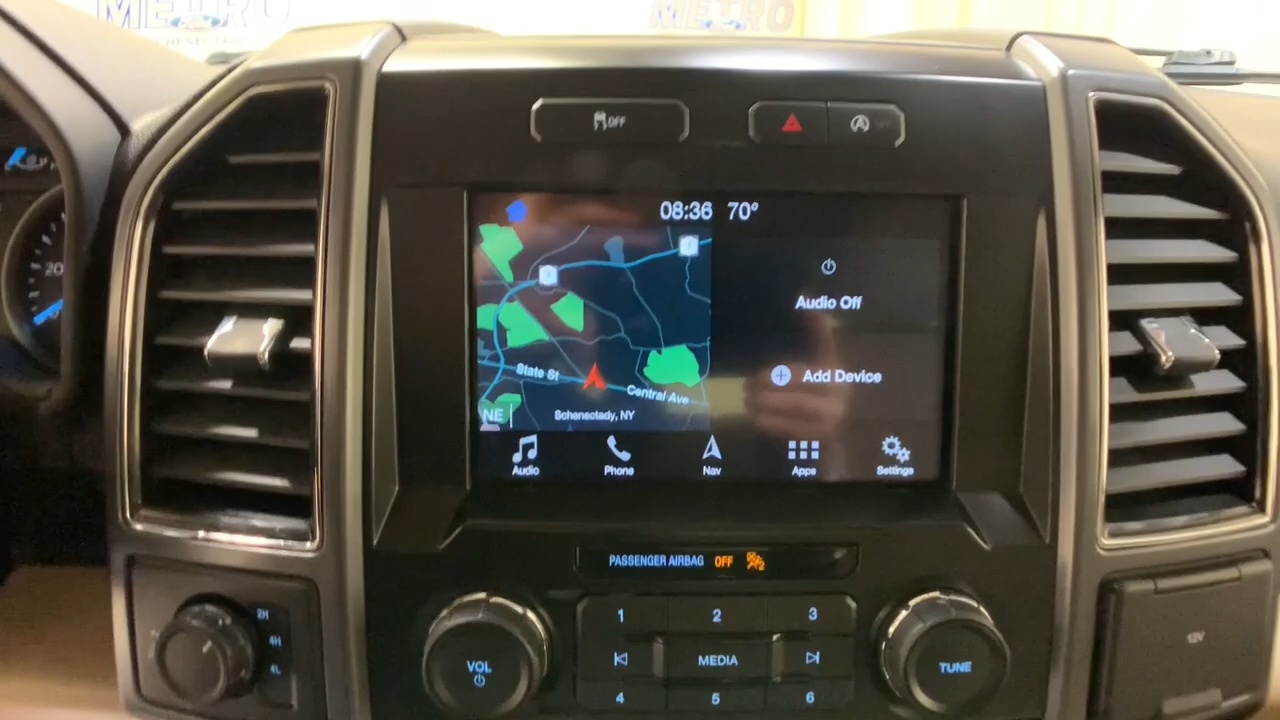 METRO
METRO
Ford
OFF
20
08:36 70°
Audio Off
Add Device
State St
Central Ave
NE
Schenectady, NY
Audio Phone Nav Apps Settings
PASSENGER AIRBAG OFF
2H
4H
4L
VOL
1 2 3
MEDIA
4 5 6
TUNE
12V